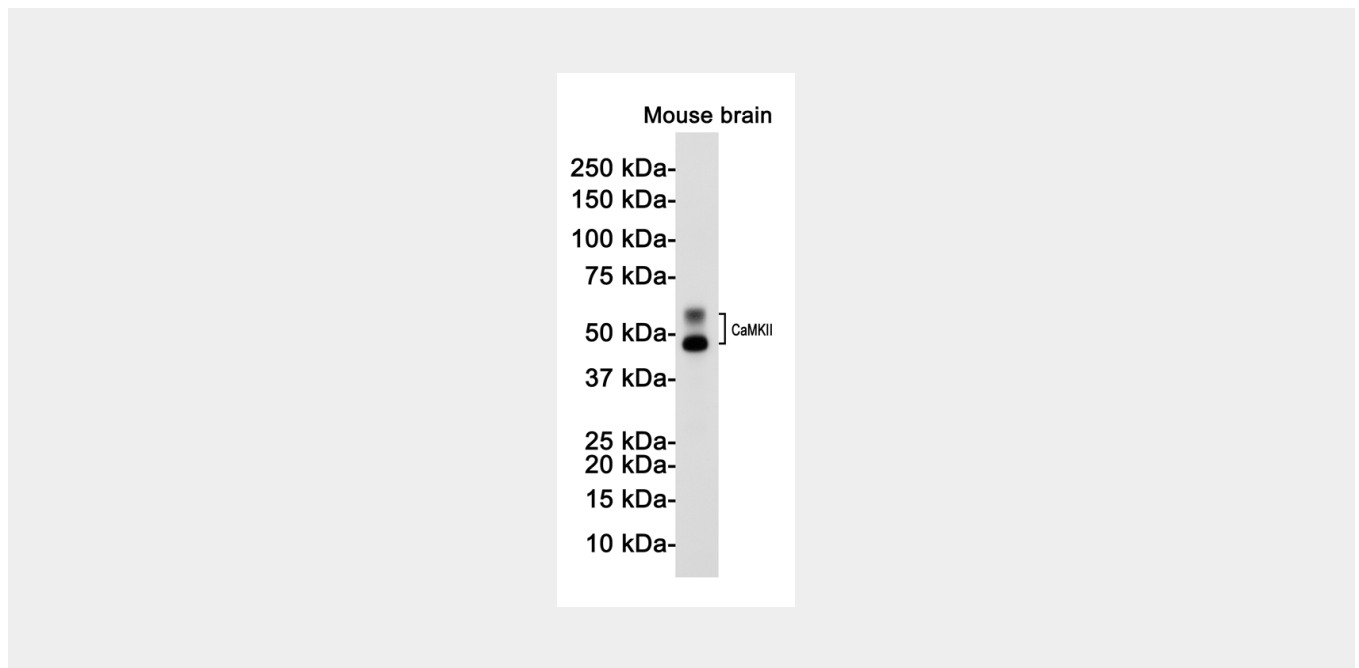 Mouse brain
250 kDa-
150 kDa-
100 kDa-
75 kDa-
50 kDa-
CaMKII
37 kDa-
25 kDa-
20 kDa-
15 kDa-
10 kDa-